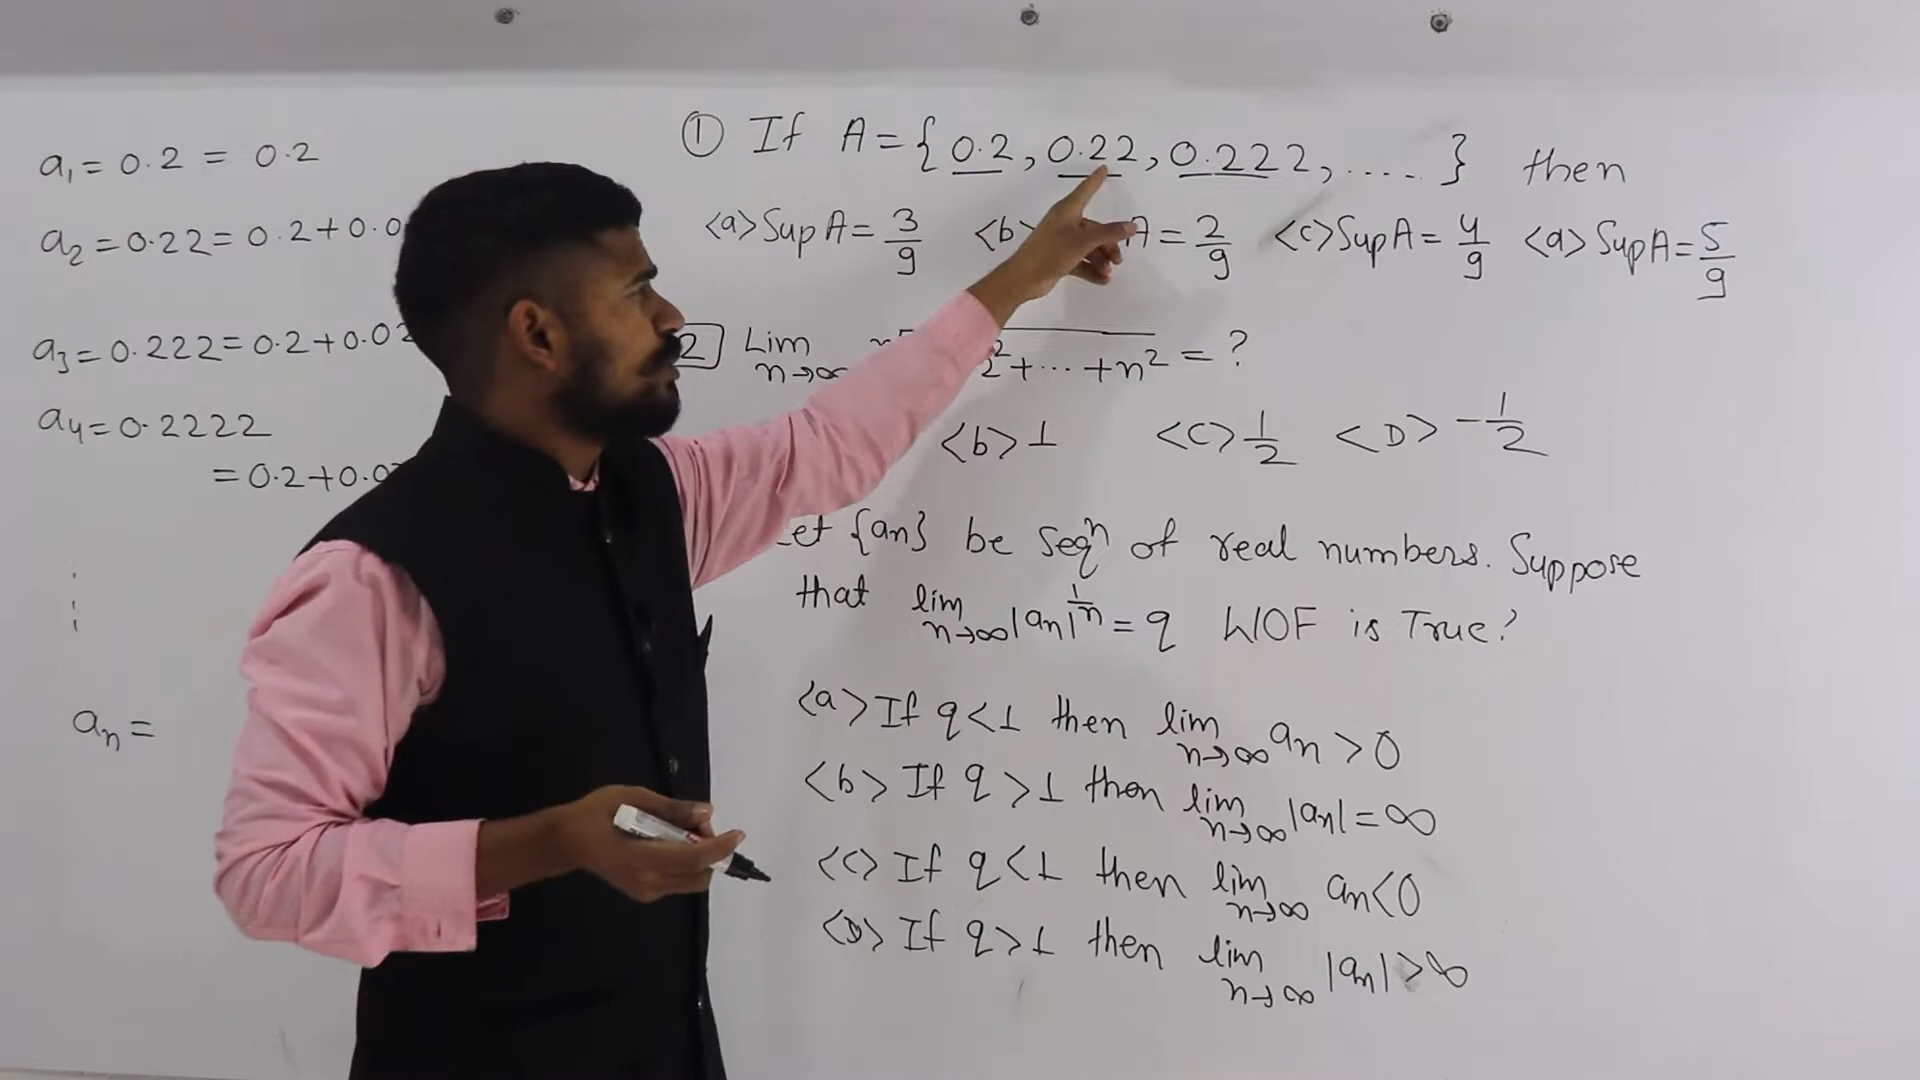 a₁ = 0.2 = 0.2
a₂ = 0.22 = 0.2 + 0.0
a₃ = 0.222 = 0.2 + 0.02
a₄ = 0.2222
= 0.2 + 0.0
aₙ =
① If A = { 0.2, 0.22, 0.222, ..... } then
<a> Sup A = 3/9 <b> A = 2/9 <c> Sup A = 4/9 <a> Sup A = 5/9
2 Lim n→∞ 2² + ... + n² = ?
<b> 1 <C> 1/2 <D> -1/2
et {an} be Seqⁿ of real numbers. Suppose
that lim n→∞ |an|^(1/n) = q WOF is True?
<a> If q < 1 then lim n→∞ an > 0
<b> If q > 1 then lim n→∞ |an| = ∞
<C> If q < 1 then lim n→∞ an < 0
<D> If q > 1 then lim n→∞ |an| > ∞